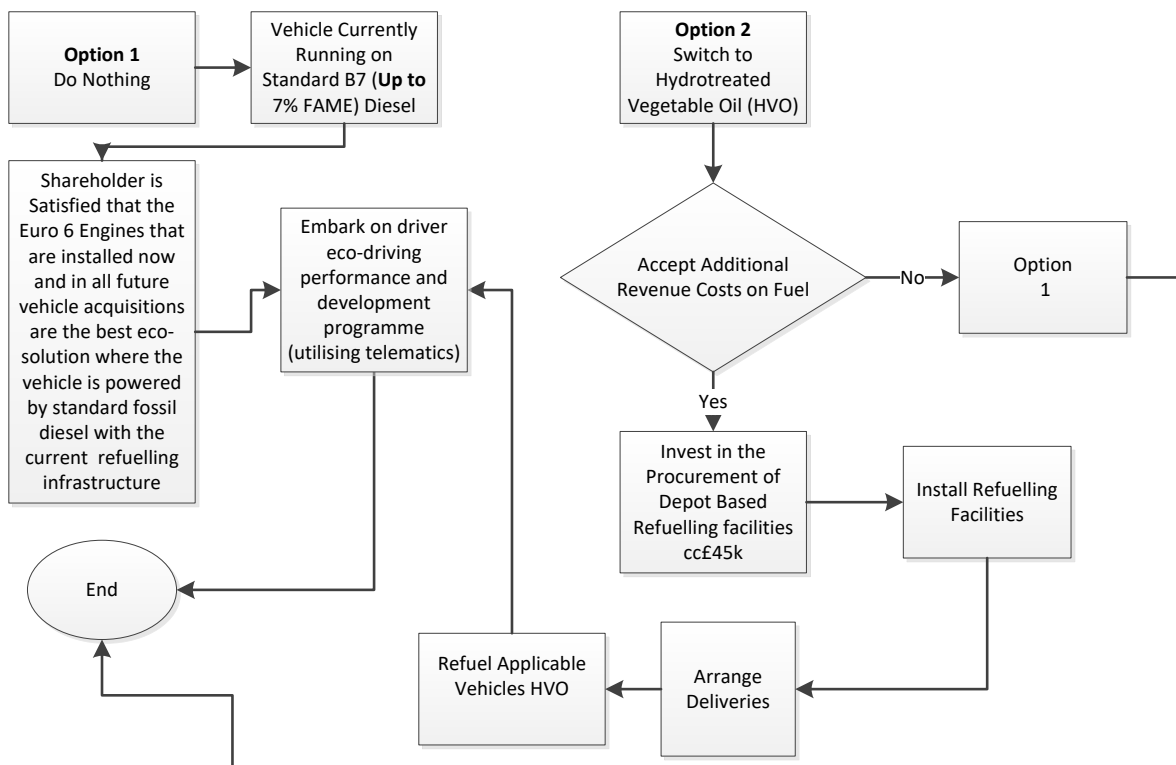 Option 1
Do Nothing
Vehicle Currently
Running on
Standard B7 (Up to
7% FAME) Diesel
Shareholder is
Satisfied that the
Euro 6 Engines that
are installed now
and in all future
vehicle acquisitions
are the best eco-
solution where the
vehicle is powered
by standard fossil
diesel with the
current refuelling
infrastructure
Embark on driver
eco-driving
performance and
development
programme
(utilising telematics)
End
Option 2
Switch to
Hydrotreated
Vegetable Oil (HVO)
Accept Additional
Revenue Costs on Fuel
No
Option
1
Yes
Invest in the
Procurement of
Depot Based
Refuelling facilities
cc£45k
Install Refuelling
Facilities
Arrange
Deliveries
Refuel Applicable
Vehicles HVO